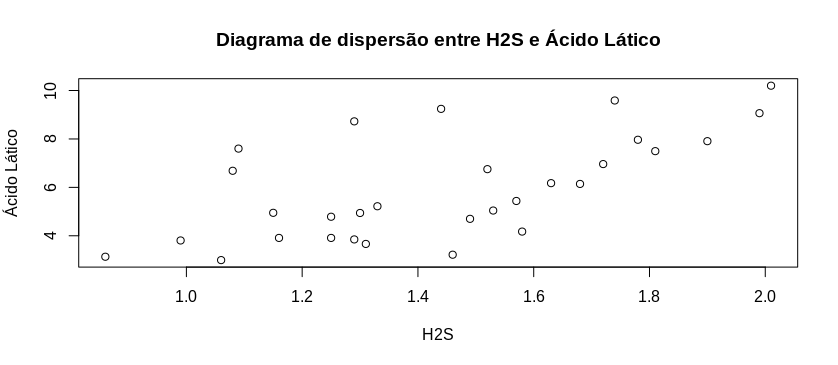 Diagrama de dispersão entre H2S e Ácido Lático
Ácido Lático
10
8
6
4
1.0 1.2 1.4 1.6 1.8 2.0
H2S